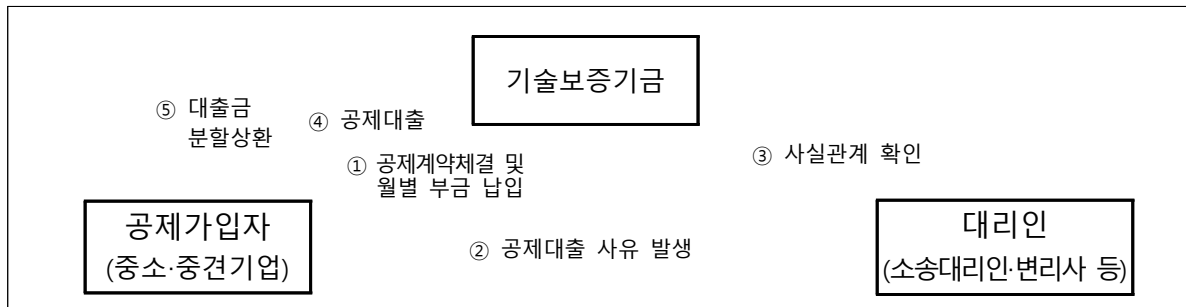 기술보증기금
⑤ 대출금
분할상환
④ 공제대출
① 공제계약체결 및
월별 부금 납입
③ 사실관계 확인
공제가입자
(중소·중견기업)
② 공제대출 사유 발생
대리인
(소송대리인·변리사 등)